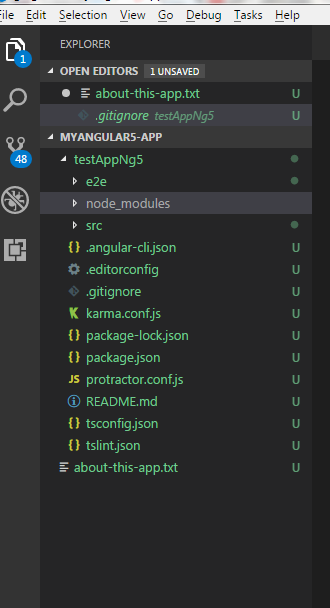 File Edit Selection View Go Debug Tasks Help
EXPLORER
OPEN EDITORS 1 UNSAVED
about-this-app.txt U
.gitignore testAppNg5 U
MYANGULAR5-APP
testAppNg5
e2e
node_modules
src
{ } .angular-cli.json U
.editorconfig U
.gitignore U
karma.conf.js U
{ } package-lock.json U
{ } package.json U
JS protractor.conf.js U
README.md U
{ } tsconfig.json U
{ } tslint.json U
about-this-app.txt U
1
48